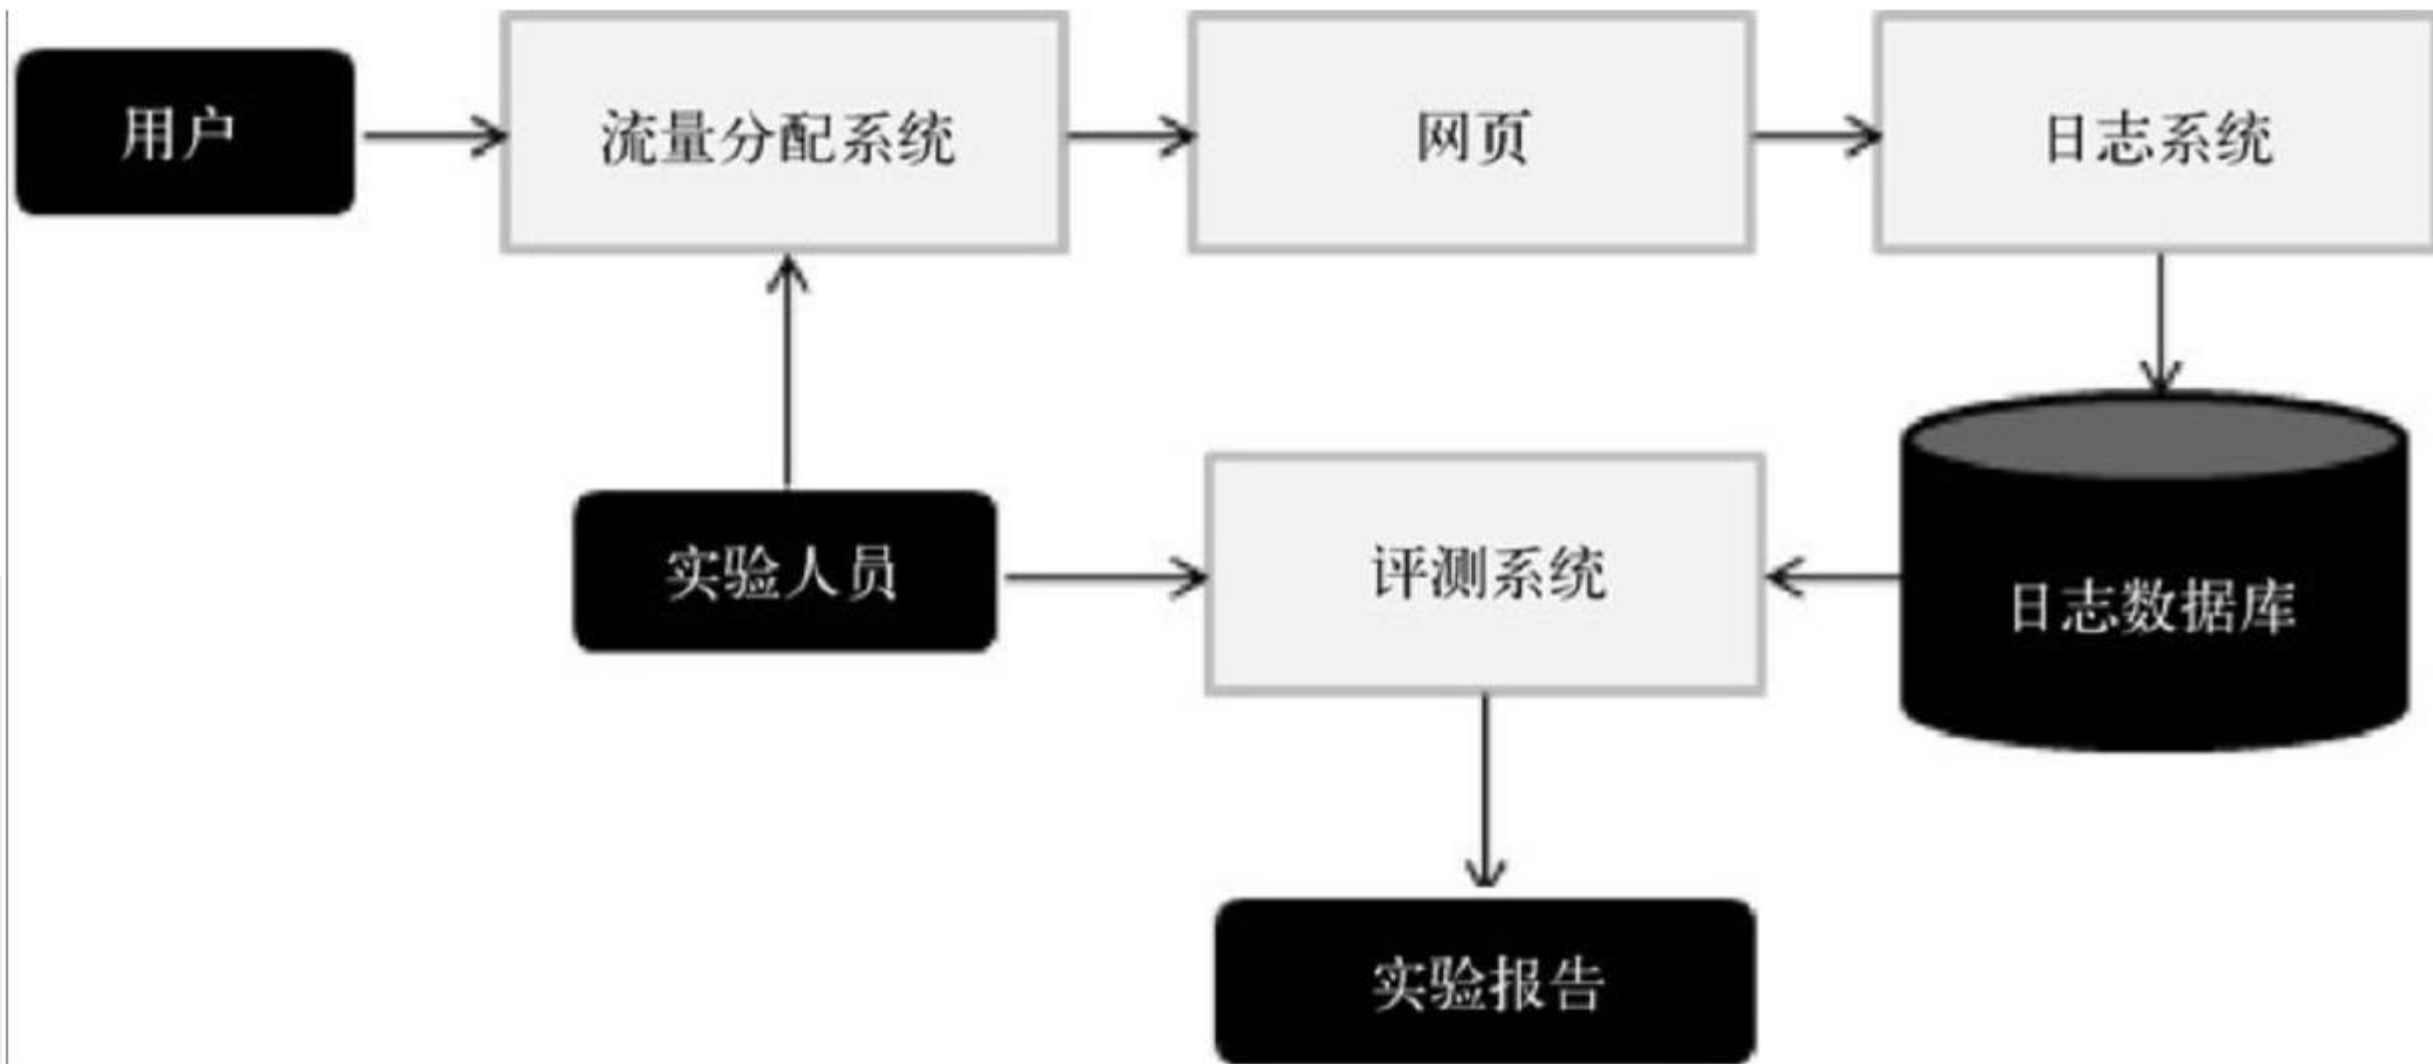 用户
流量分配系统
网页
日志系统
实验人员
评测系统
日志数据库
实验报告